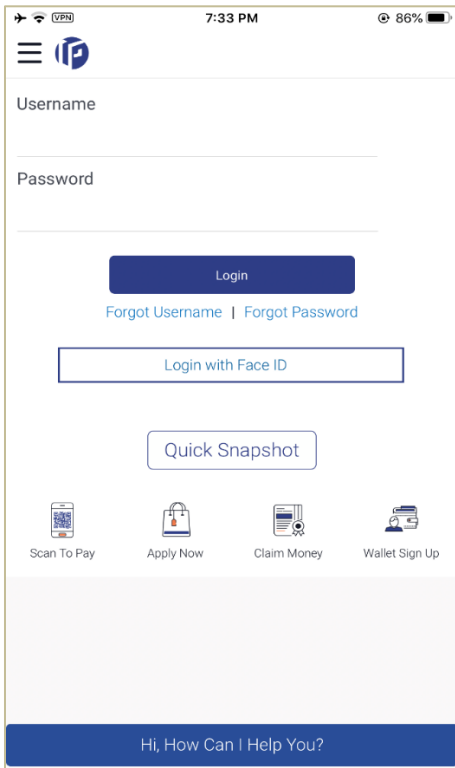 VPN 7:33 PM 86%
Username
Password
Login
Forgot Username | Forgot Password
Login with Face ID
Quick Snapshot
Scan To Pay Apply Now Claim Money Wallet Sign Up
Hi, How Can I Help You?